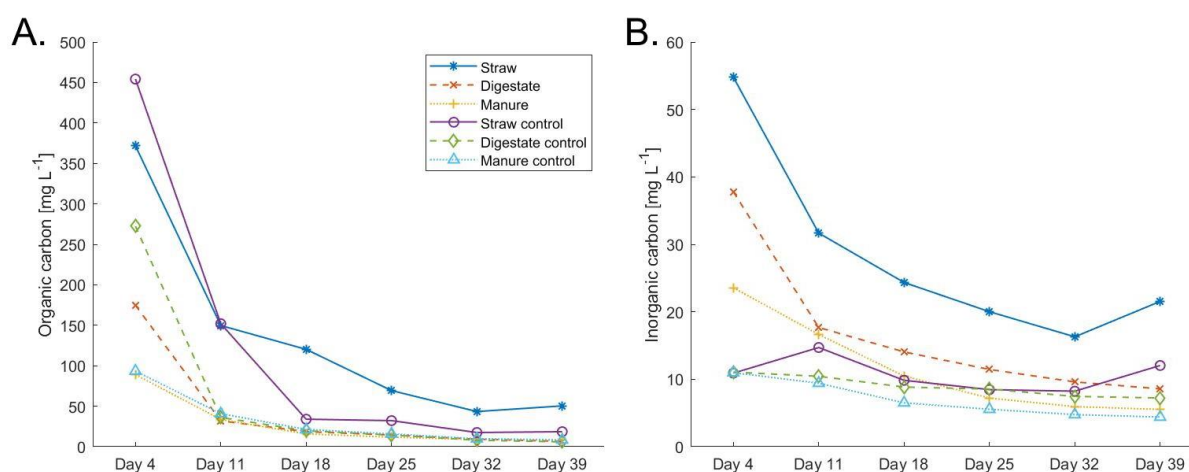 A.
Organic carbon [mg L⁻¹]
500
450
400
350
300
250
200
150
100
50
0
Straw
Digestate
Manure
Straw control
Digestate control
Manure control
Day 4 Day 11 Day 18 Day 25 Day 32 Day 39
B.
Inorganic carbon [mg L⁻¹]
60
50
40
30
20
10
0
Day 4 Day 11 Day 18 Day 25 Day 32 Day 39